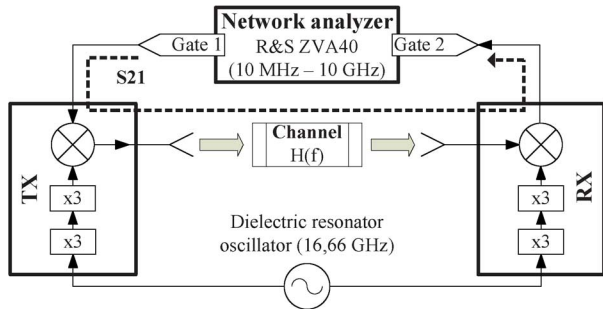 Network analyzer
Gate 1
R&S ZVA40
Gate 2
(10 MHz – 10 GHz)
S21
Channel
H(f)
TX
RX
x3
x3
x3
x3
Dielectric resonator
oscillator (16,66 GHz)